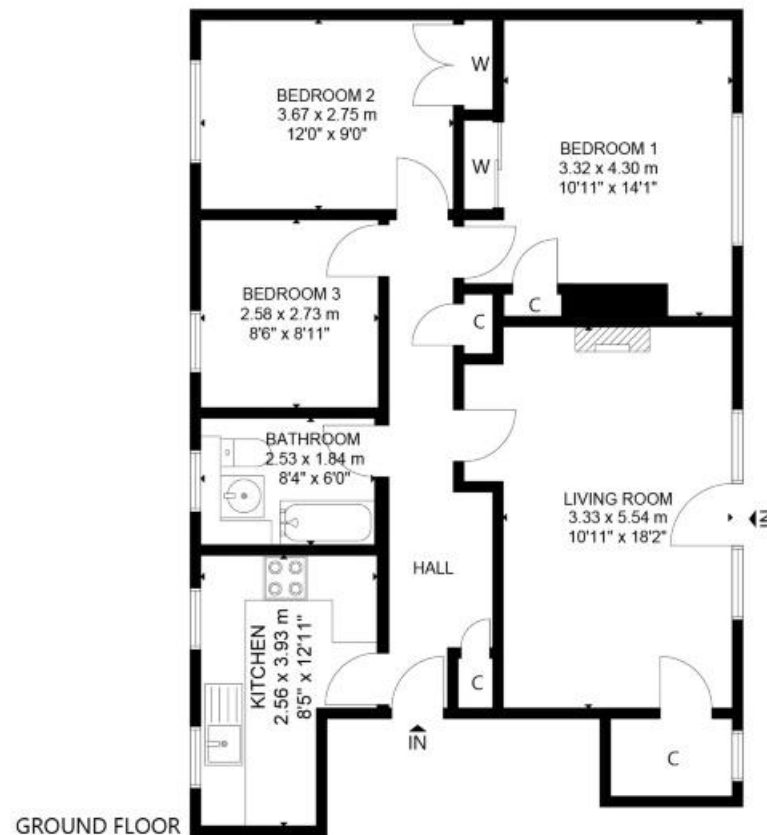 BEDROOM 2
3.67 x 2.75 m
12'0" x 9'0"
W
W
BEDROOM 1
3.32 x 4.30 m
10'11" x 14'1"
BEDROOM 3
2.58 x 2.73 m
8'6" x 8'11"
C
C
BATHROOM
2.53 x 1.84 m
8'4" x 6'0"
LIVING ROOM
3.33 x 5.54 m
10'11" x 18'2"
IN
HALL
KITCHEN
2.56 x 3.93 m
8'5" x 12'11"
C
IN
C
GROUND FLOOR